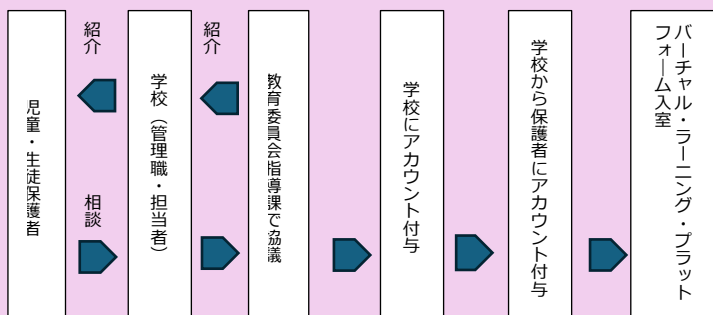 児童・生徒保護者
紹介
相談
学校（管理職・担当者）
紹介
教育委員会指導課で協議
学校にアカウント付与
学校から保護者にアカウント付与
バーチャル・ラーニング・プラット
フォーム入室